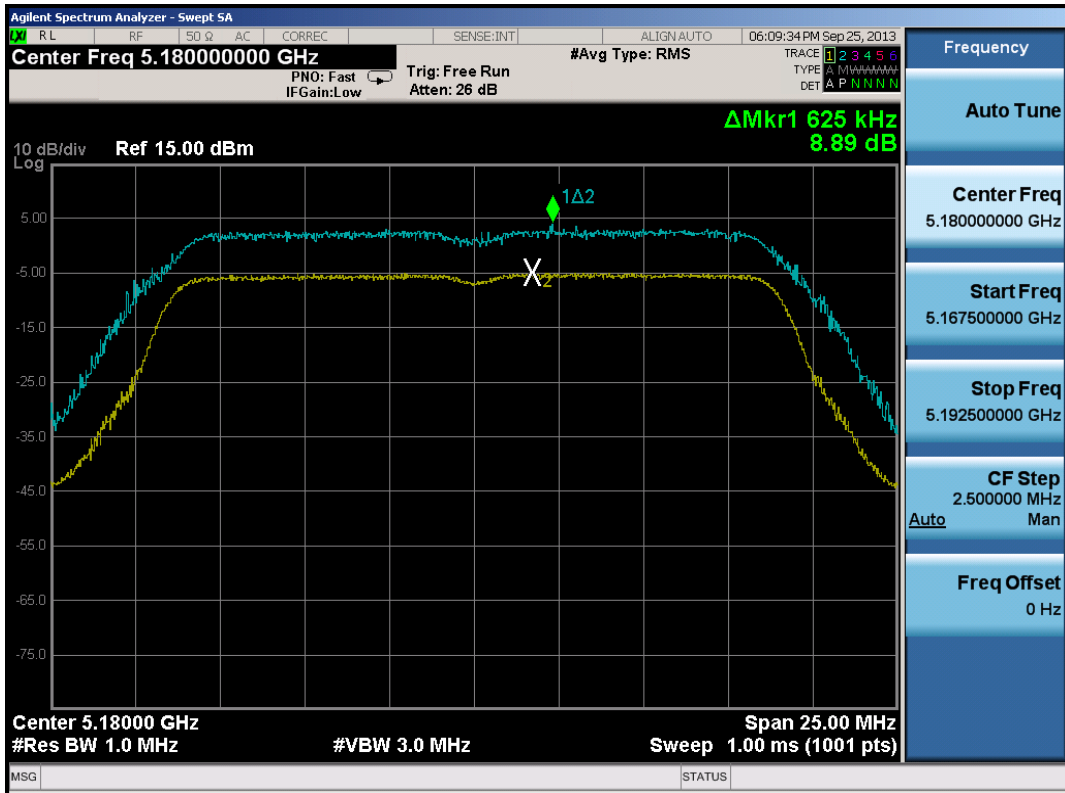 Agilent Spectrum Analyzer - Swept SA
LXI RL RF 50 Ω AC CORREC SENSE:INT ALIGN AUTO 06:09:34 PM Sep 25, 2013
Center Freq 5.180000000 GHz
PNO: Fast
IFGain:Low
Trig: Free Run
Atten: 26 dB
#Avg Type: RMS
TRACE 1 2 3 4 5 6
TYPE A M W W W W W
DET A P N N N N
ΔMkr1 625 kHz
8.89 dB
10 dB/div Ref 15.00 dBm
Log
1Δ2
5.00
-5.00
X2
-15.0
-25.0
-35.0
-45.0
-55.0
-65.0
-75.0
Center 5.18000 GHz Span 25.00 MHz
#Res BW 1.0 MHz #VBW 3.0 MHz Sweep 1.00 ms (1001 pts)
MSG STATUS
Frequency
Auto Tune
Center Freq
5.180000000 GHz
Start Freq
5.167500000 GHz
Stop Freq
5.192500000 GHz
CF Step
2.500000 MHz
Auto Man
Freq Offset
0 Hz